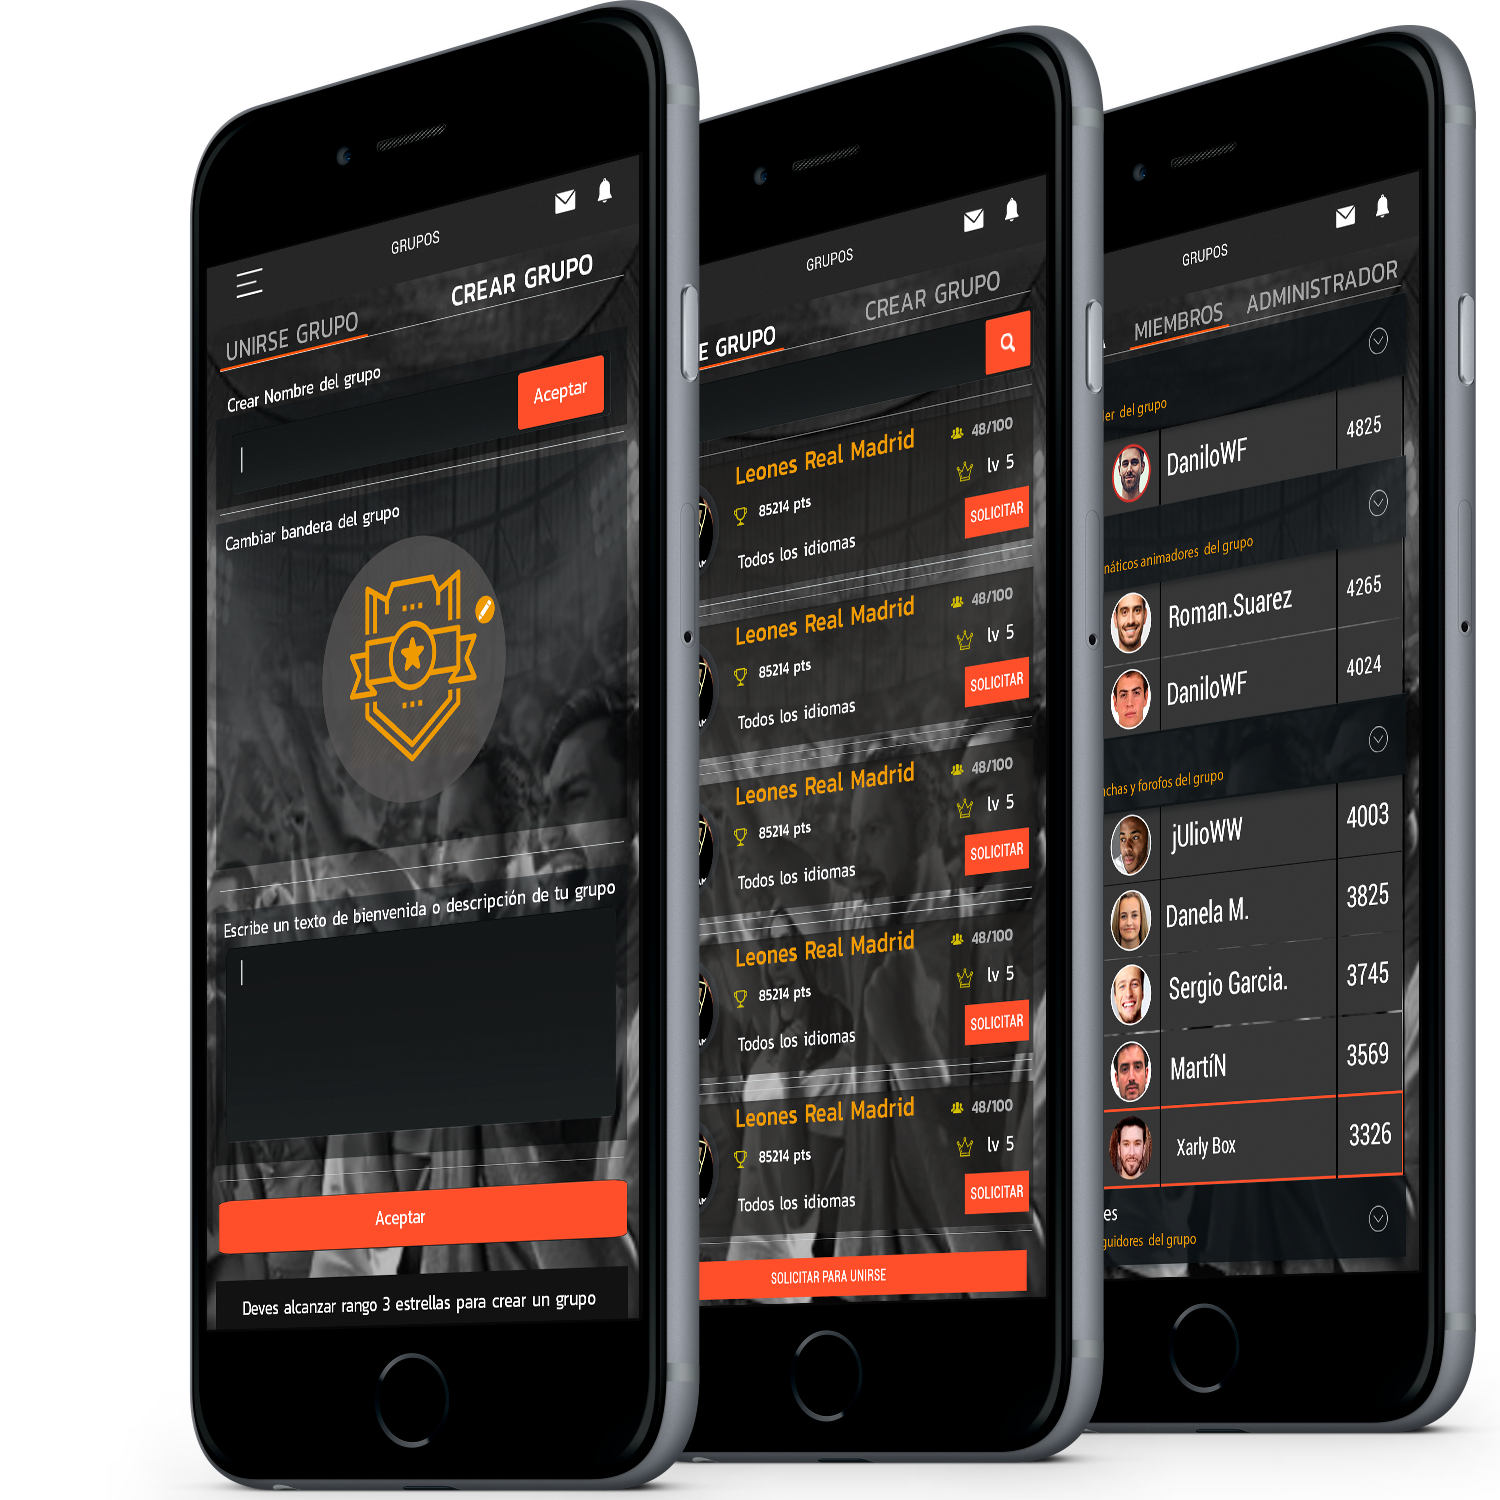 GRUPOS
CREAR GRUPO
UNIRSE GRUPO
Crear Nombre del grupo
Aceptar
Cambiar bandera del grupo
Escribe un texto de bienvenida o descripción de tu grupo
Aceptar
Deves alcanzar rango 3 estrellas para crear un grupo
GRUPOS
CREAR GRUPO
E GRUPO
Leones Real Madrid
48/100
85214 pts
lv 5
Todos los idiomas
SOLICITAR
Leones Real Madrid
48/100
85214 pts
lv 5
Todos los idiomas
SOLICITAR
Leones Real Madrid
48/100
85214 pts
lv 5
Todos los idiomas
SOLICITAR
Leones Real Madrid
48/100
85214 pts
lv 5
Todos los idiomas
SOLICITAR
Leones Real Madrid
48/100
85214 pts
lv 5
Todos los idiomas
SOLICITAR
SOLICITAR PARA UNIRSE
GRUPOS
MIEMBROS ADMINISTRADOR
der del grupo
DaniloWF 4825
náticos animadores del grupo
Roman.Suarez 4265
DaniloWF 4024
nchas y forofos del grupo
jUlioWW 4003
Danela M. 3825
Sergio Garcia. 3745
MartíN 3569
Xarly Box 3326
es
guidores del grupo